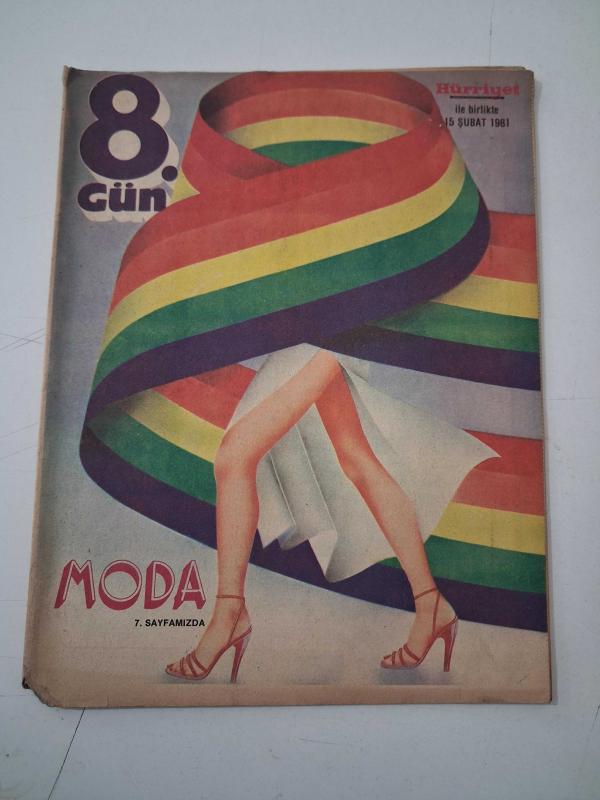 8.
Gün
Hürriyet
ile birlikte
15 ŞUBAT 1981
MODA
7. SAYFAMIZDA